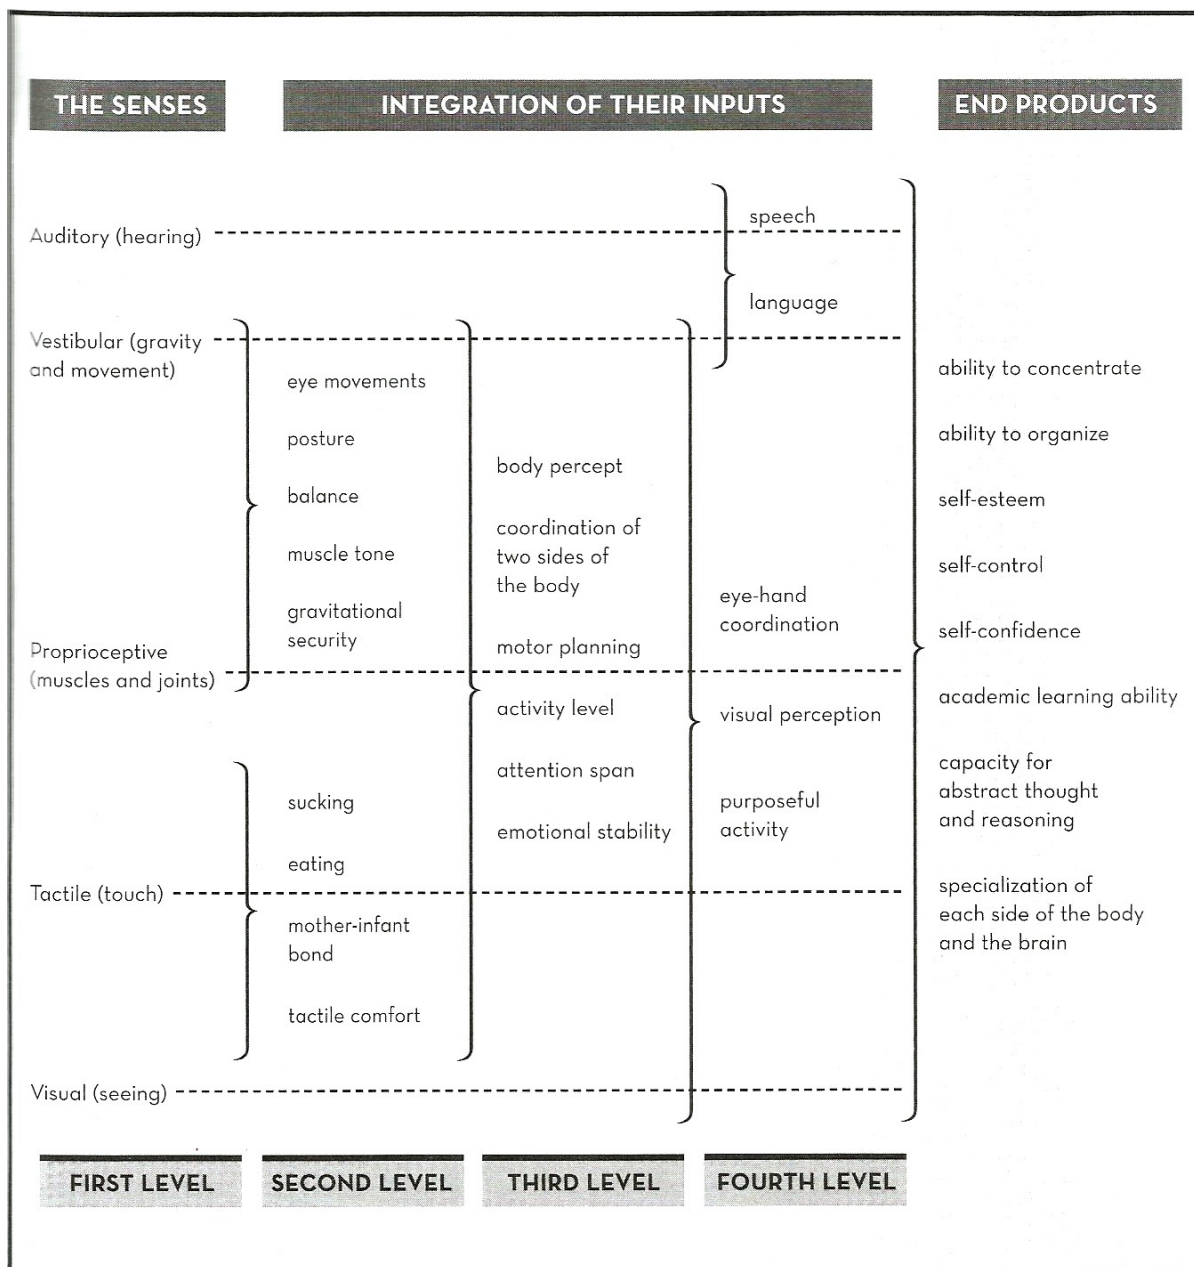 THE SENSES
INTEGRATION OF THEIR INPUTS
END PRODUCTS
Auditory (hearing)
Vestibular (gravity
and movement)
Proprioceptive
(muscles and joints)
Tactile (touch)
Visual (seeing)
eye movements
posture
balance
muscle tone
gravitational
security
sucking
eating
mother-infant
bond
tactile comfort
body percept
coordination of
two sides of
the body
motor planning
activity level
attention span
emotional stability
speech
language
eye-hand
coordination
visual perception
purposeful
activity
ability to concentrate
ability to organize
self-esteem
self-control
self-confidence
academic learning ability
capacity for
abstract thought
and reasoning
specialization of
each side of the body
and the brain
FIRST LEVEL
SECOND LEVEL
THIRD LEVEL
FOURTH LEVEL